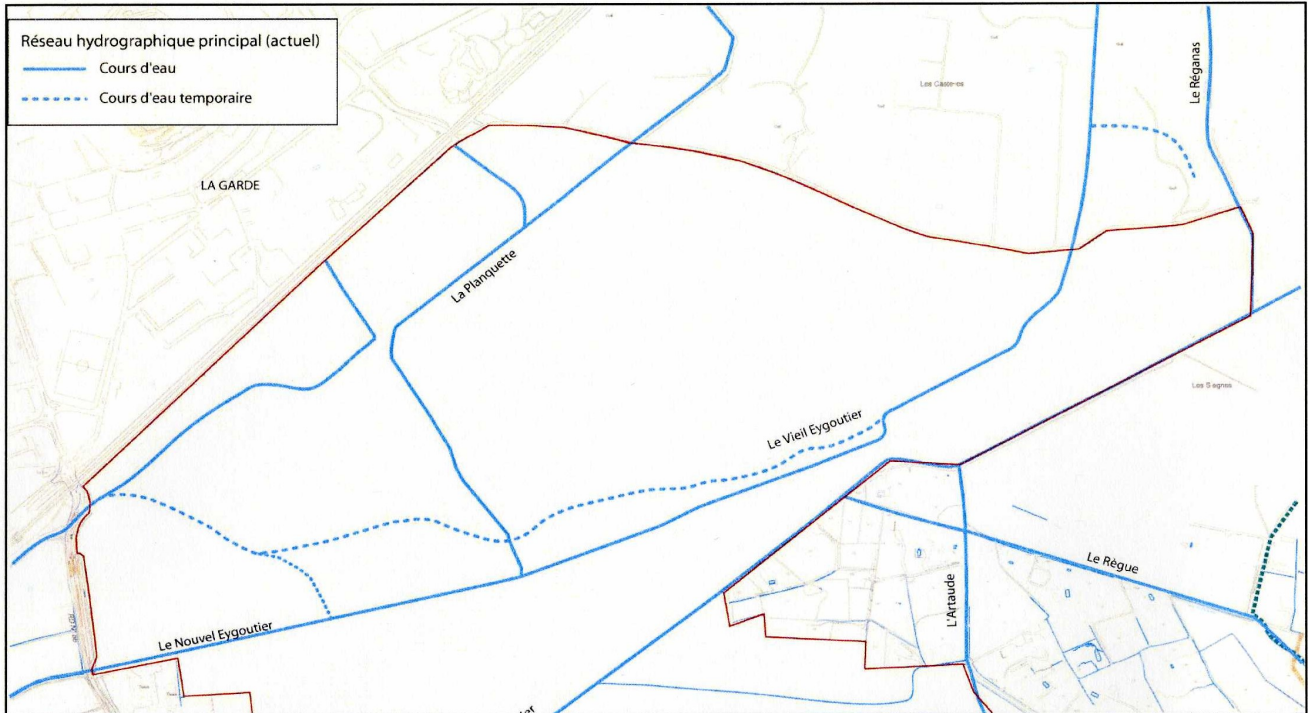 Réseau hydrographique principal (actuel)
Cours d'eau
Cours d'eau temporaire
LA GARDE
Le Réganas
La Planquette
Le Vieil Eygoutier
Le Règue
L'Artaude
Le Nouvel Eygoutier